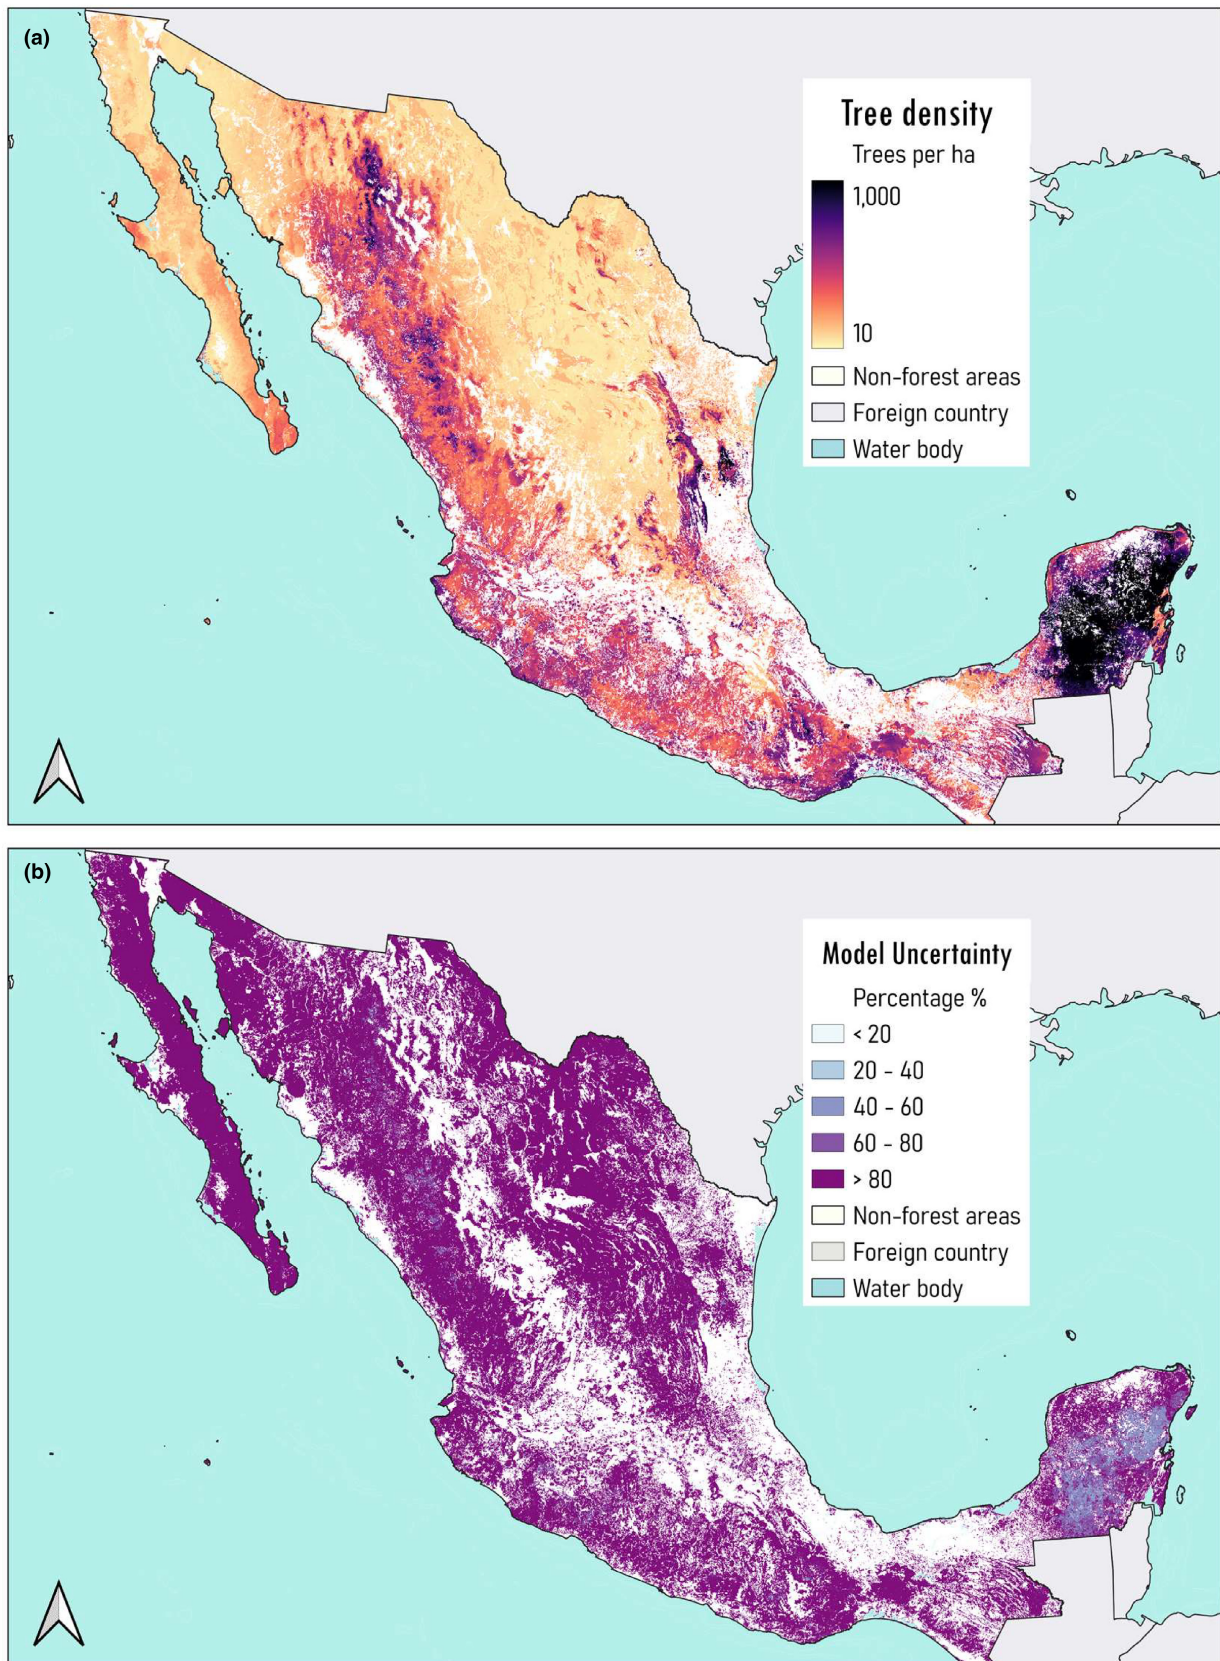 (a)
Tree density
Trees per ha
1,000
10
Non-forest areas
Foreign country
Water body
(b)
Model Uncertainty
Percentage %
< 20
20 - 40
40 - 60
60 - 80
> 80
Non-forest areas
Foreign country
Water body